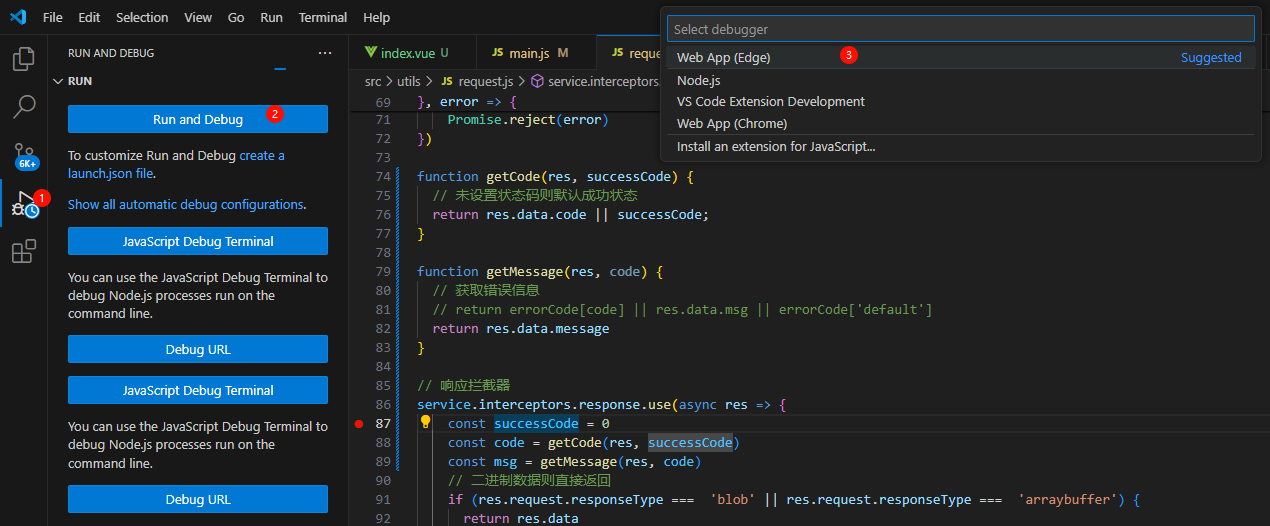 File Edit Selection View Go Run Terminal Help
RUN AND DEBUG ...
RUN
Run and Debug 2
To customize Run and Debug create a
launch.json file.
Show all automatic debug configurations.
JavaScript Debug Terminal
You can use the JavaScript Debug Terminal to
debug Node.js processes run on the
command line.
Debug URL
JavaScript Debug Terminal
You can use the JavaScript Debug Terminal to
debug Node.js processes run on the
command line.
Debug URL
6K+
1
index.vue U JS main.js M JS reque
src > utils > JS request.js > service.interceptors.
Select debugger
Web App (Edge) 3 Suggested
Node.js
VS Code Extension Development
Web App (Chrome)
Install an extension for JavaScript...
69 }, error => {
71 Promise.reject(error)
72 })
73
74 function getCode(res, successCode) {
75 // 未设置状态码则默认成功状态
76 return res.data.code || successCode;
77 }
78
79 function getMessage(res, code) {
80 // 获取错误信息
81 // return errorCode[code] || res.data.msg || errorCode['default']
82 return res.data.message
83 }
84
85 // 响应拦截器
86 service.interceptors.response.use(async res => {
87 const successCode = 0
88 const code = getCode(res, successCode)
89 const msg = getMessage(res, code)
90 // 二进制数据则直接返回
91 if (res.request.responseType === 'blob' || res.request.responseType === 'arraybuffer') {
92 return res.data